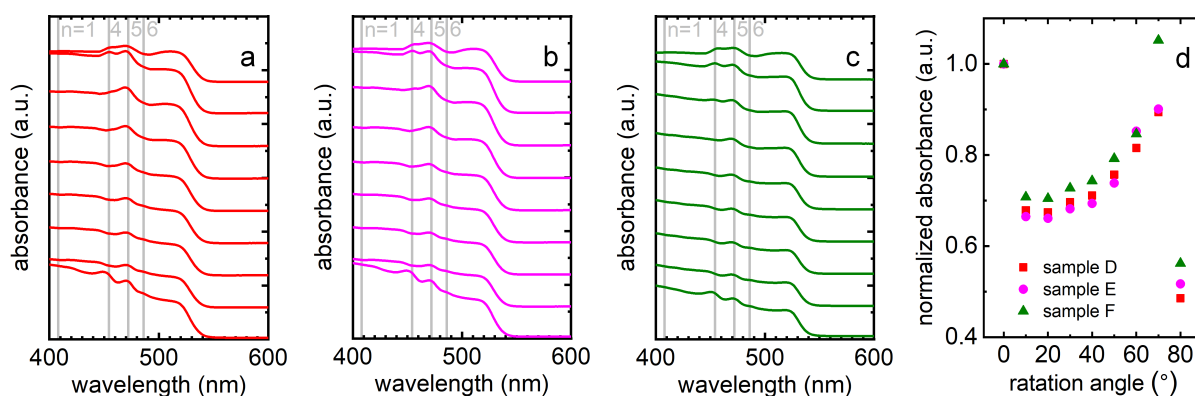 n=1 4 5 6
a
absorbance (a.u.)
400 500 600
wavelength (nm)
n=1 4 5 6
b
absorbance (a.u.)
400 500 600
wavelength (nm)
n=1 4 5 6
c
absorbance (a.u.)
400 500 600
wavelength (nm)
d
normalized absorbance (a.u.)
1.0
0.8
0.6
0.4
sample D
sample E
sample F
0 20 40 60 80
ratation angle (°)